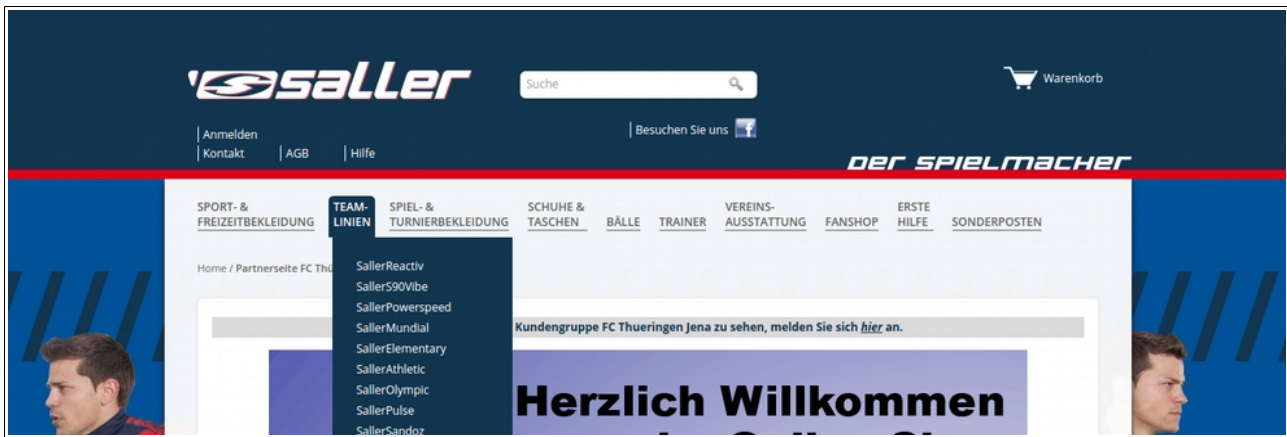 saller
Suche
Warenkorb
Anmelden
Besuchen Sie uns
Kontakt
AGB
Hilfe
DER SPIELMACHER
SPORT- &
FREIZEITBEKLEIDUNG
TEAM-
LINIEN
SPIEL- &
TURNIERBEKLEIDUNG
SCHUHE &
TASCHEN
BÄLLE
TRAINER
VEREINS-
AUSSTATTUNG
FANSHOP
ERSTE
HILFE
SONDERPOSTEN
Home / Partnerseite FC
SallerReactiv
SallerS90Vibe
SallerPowerspeed
SallerMundial
SallerElementary
SallerAthletic
SallerOlympic
SallerPulse
SallerSandoz
Kundengruppe FC Thueringen Jena zu sehen, melden Sie sich hier an.
Herzlich Willkommen